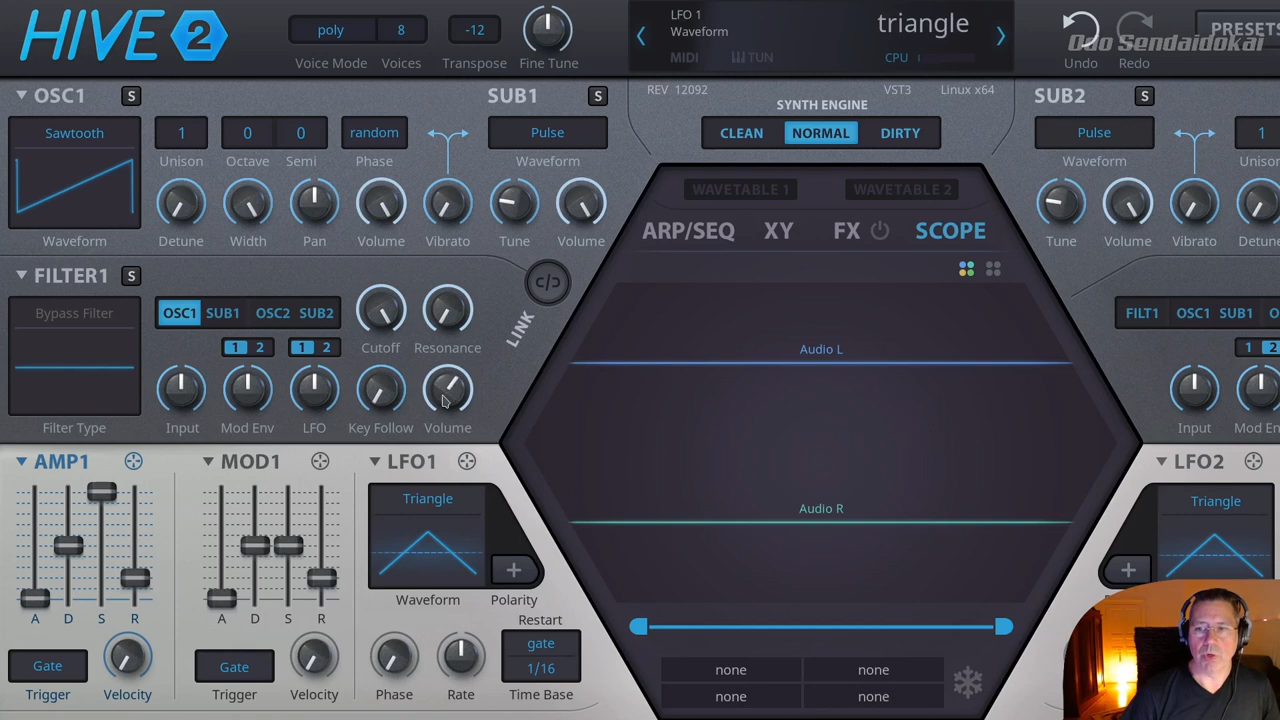 HIVE 2
poly 8 -12
Voice Mode Voices Transpose Fine Tune
LFO 1
Waveform
triangle
MIDI TUN CPU
Undo Redo
PRESETS
Odo Sendaidokai
REV 12092 VST3 Linux x64
SYNTH ENGINE
CLEAN NORMAL DIRTY
OSC1 S
Sawtooth
1 0 0 random
Unison Octave Semi Phase
Waveform Detune Width Pan Volume Vibrato
SUB1 S
Pulse
Waveform
Tune Volume
SUB2 S
Pulse 1
Waveform Uniso
Tune Volume Vibrato Detune
WAVETABLE 1 WAVETABLE 2
ARP/SEQ XY FX SCOPE
FILTER1 S
Bypass Filter
OSC1 SUB1 OSC2 SUB2
Cutoff Resonance
1 2 1 2
Filter Type Input Mod Env LFO Key Follow Volume
LINK
Audio L
Audio R
FILT1 OSC1 SUB1 O
1 2
Input Mod En
AMP1
A D S R
Gate
Trigger Velocity
MOD1
A D S R
Gate
Trigger Velocity
LFO1
Triangle
Waveform Polarity
Restart
gate
1/16
Phase Rate Time Base
none none
none none
LFO2
Triangle